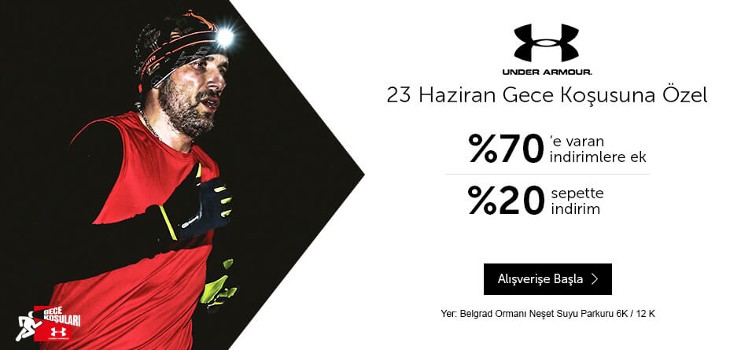 UNDER ARMOUR.
23 Haziran Gece Koşusuna Özel
%70 'e varan
indirimlere ek
%20 sepette
indirim
Alışverişe Başla
Yer: Belgrad Ormanı Neşet Suyu Parkuru 6K / 12 K
GECE
KOŞULARI